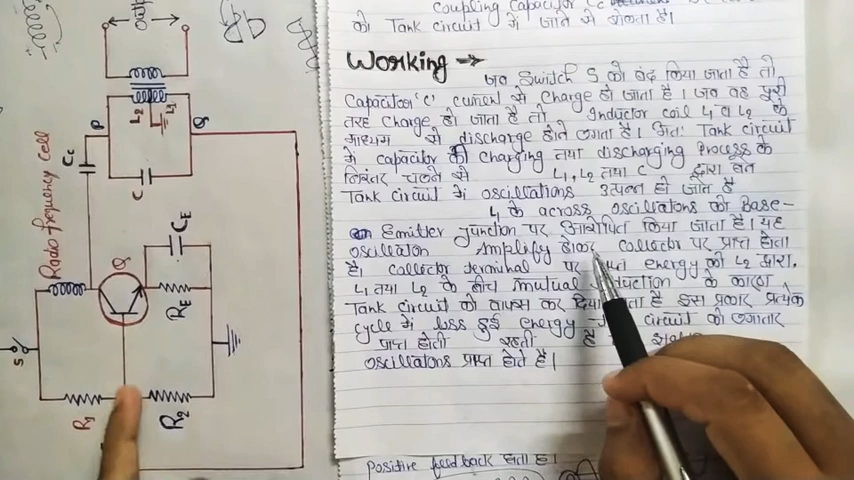 Coupling Capacitor Cc
को Tank circuit में जाने से रोकता है।
Working →
जब Switch S को बंद किया जाता है तो
Capacitor 'C' current से charge हो जाता है। जब वह पुरी
तरह charge हो जाता है तो Inductor coil L1 व L2 के
माध्यम से discharge होने लगता है। अतः Tank circuit
में capacitor की charging तथा discharging process के
निरंतर चलने से L1, L2 तथा C द्वारा बने
Tank circuit में oscillations उत्पन्न हो जाते है
L1 के across oscillations को Base-
Emitter Junction पर आरोपित किया जाता है। यह
oscillation Amplify होकर collector पर प्राप्त होता
है। collector terminal पर energy को L2 द्वारा,
L1 तथा L2 के बीच mutual के कारण
Tank circuit को वापस कर दिया है इस प्रकार प्रत्येक
cycle में loss हुई energy circuit को लगातार
प्राप्त होती रहती है
oscillatons प्राप्त होते है।
Positive feedback होता है।
Output
L2
L1
P
Q
Cc
C
Radio frequency cell
Q
CE
RE
S
R1
R2